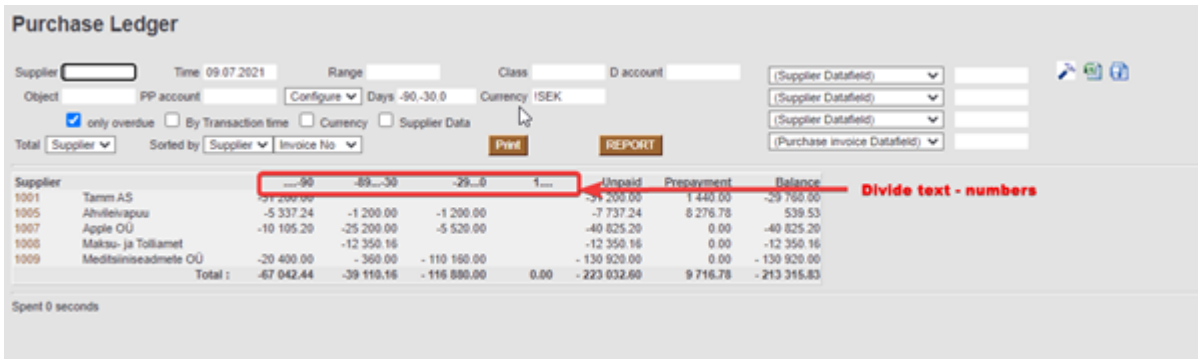 Purchase Ledger
Supplier Time 09.07.2021 Range Class D account (Supplier Datafield)
Object PP account Configure Days -90,-30,0 Currency !SEK (Supplier Datafield)
only overdue By Transaction time Currency Supplier Data (Supplier Datafield)
Total Supplier Sorted by Supplier Invoice No Print REPORT (Purchase invoice Datafield)
Supplier ....-90 -89...-30 -29...0 1.... Unpaid Prepayment Balance
1001 Tamm AS -31 200.00 -31 200.00 1 440.00 -29 760.00
1005 Ahvileivapuu -5 337.24 -1 200.00 -1 200.00 -7 737.24 8 276.78 539.53
1007 Apple OÜ -10 105.20 -25 200.00 -5 520.00 -40 825.20 0.00 -40 825.20
1008 Maksu- ja Tolliamet -12 350.16 -12 350.16 0.00 -12 350.16
1009 Meditsiiniseadmete OÜ -20 400.00 - 360.00 - 110 160.00 - 130 920.00 0.00 - 130 920.00
Total : -67 042.44 -39 110.16 - 116 880.00 0.00 - 223 032.60 9 716.78 - 213 315.83
Divide text - numbers
Spent 0 seconds